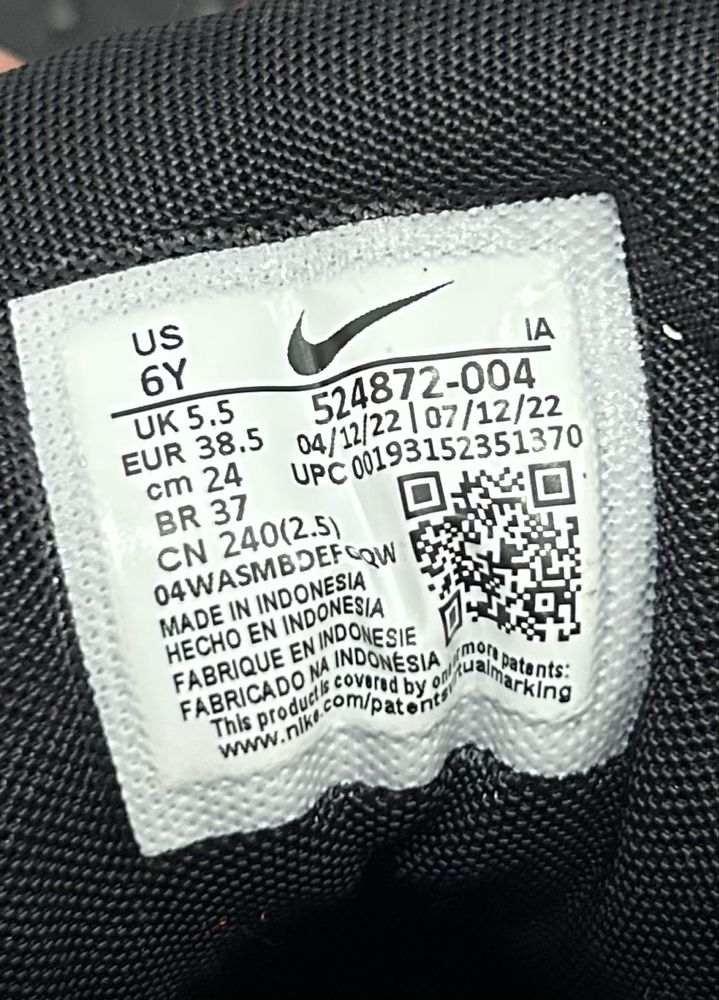 US
6Y
IA
UK 5.5
EUR 38.5
cm 24
BR 37
CN 240(2.5)
524872-004
04/12/22 | 07/12/22
UPC 00193152351370
MADE IN INDONESIA
HECHO EN INDONESIA
FABRIQUE EN INDONESIE
FABRICADO NA INDONÉSIA
This product is covered by or more patents:
www.nike.com/patents